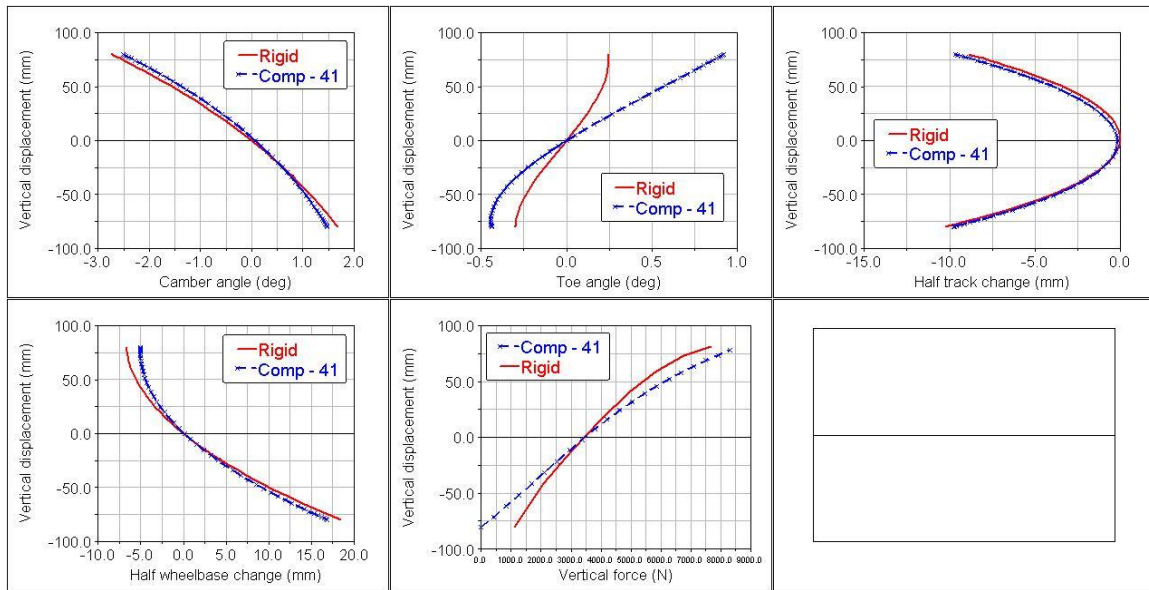 100.0
50.0
0.0
-50.0
-100.0
Vertical displacement (mm)
Rigid
Comp - 41
-3.0 -2.0 -1.0 0.0 1.0 2.0
Camber angle (deg)
100.0
50.0
0.0
-50.0
-100.0
Vertical displacement (mm)
Rigid
Comp - 41
-0.5 0.0 0.5 1.0
Toe angle (deg)
100.0
50.0
0.0
-50.0
-100.0
Vertical displacement (mm)
Rigid
Comp - 41
-15.0 -10.0 -5.0 0.0
Half track change (mm)
100.0
50.0
0.0
-50.0
-100.0
Vertical displacement (mm)
Rigid
Comp - 41
-10.0 -5.0 0.0 5.0 10.0 15.0 20.0
Half wheelbase change (mm)
100.0
50.0
0.0
-50.0
-100.0
Vertical displacement (mm)
Comp - 41
Rigid
0.0 1000.0 2000.0 3000.0 4000.0 5000.0 6000.0 7000.0 8000.0 9000.0
Vertical force (N)